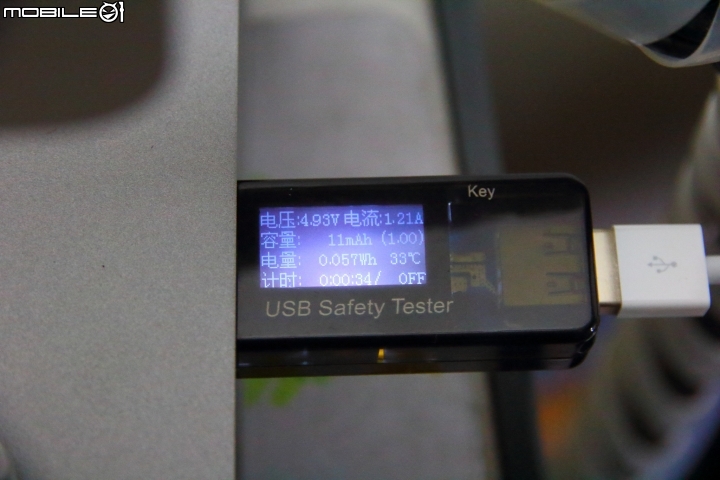 MOBILE01
Key
电压:4.93V 电流:1.21A
容量: 11mAh (1.00)
电量: 0.057Wh 33℃
计时: 0:00:34/ OFF
USB Safety Tester